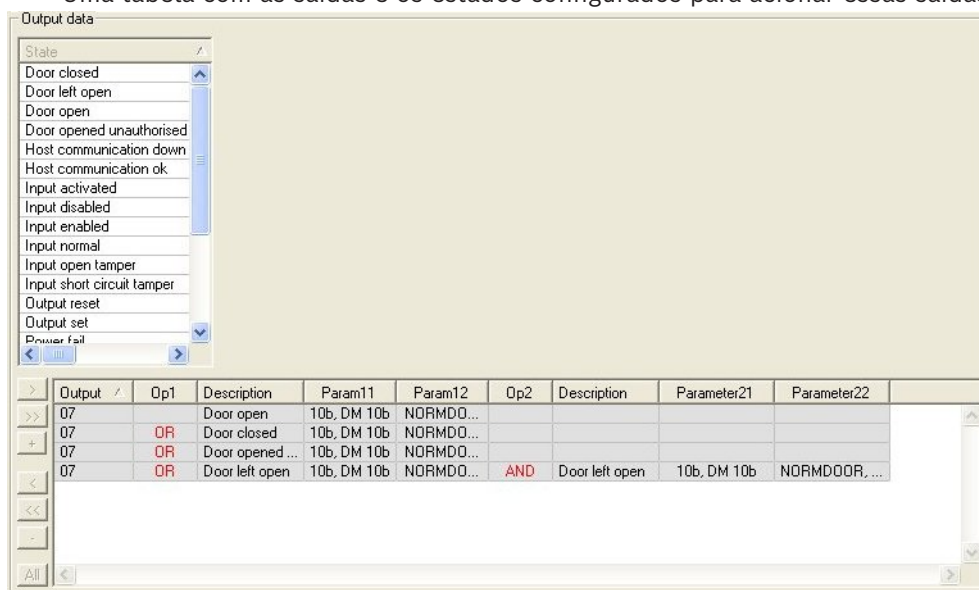 Uma tabela com as saídas e os estados configurados para acionar essas saídas
Output data
State
Door closed
Door left open
Door open
Door opened unauthorised
Host communication down
Host communication ok
Input activated
Input disabled
Input enabled
Input normal
Input open tamper
Input short circuit tamper
Output reset
Output set
Power fail
Output Op1 Description Param11 Param12 Op2 Description Parameter21 Parameter22
07 Door open 10b, DM 10b NORMDO...
07 OR Door closed 10b, DM 10b NORMDO...
07 OR Door opened ... 10b, DM 10b NORMDO...
07 OR Door left open 10b, DM 10b NORMDO... AND Door left open 10b, DM 10b NORMDOOR, ...
>
>>
+
<
<<
-
All